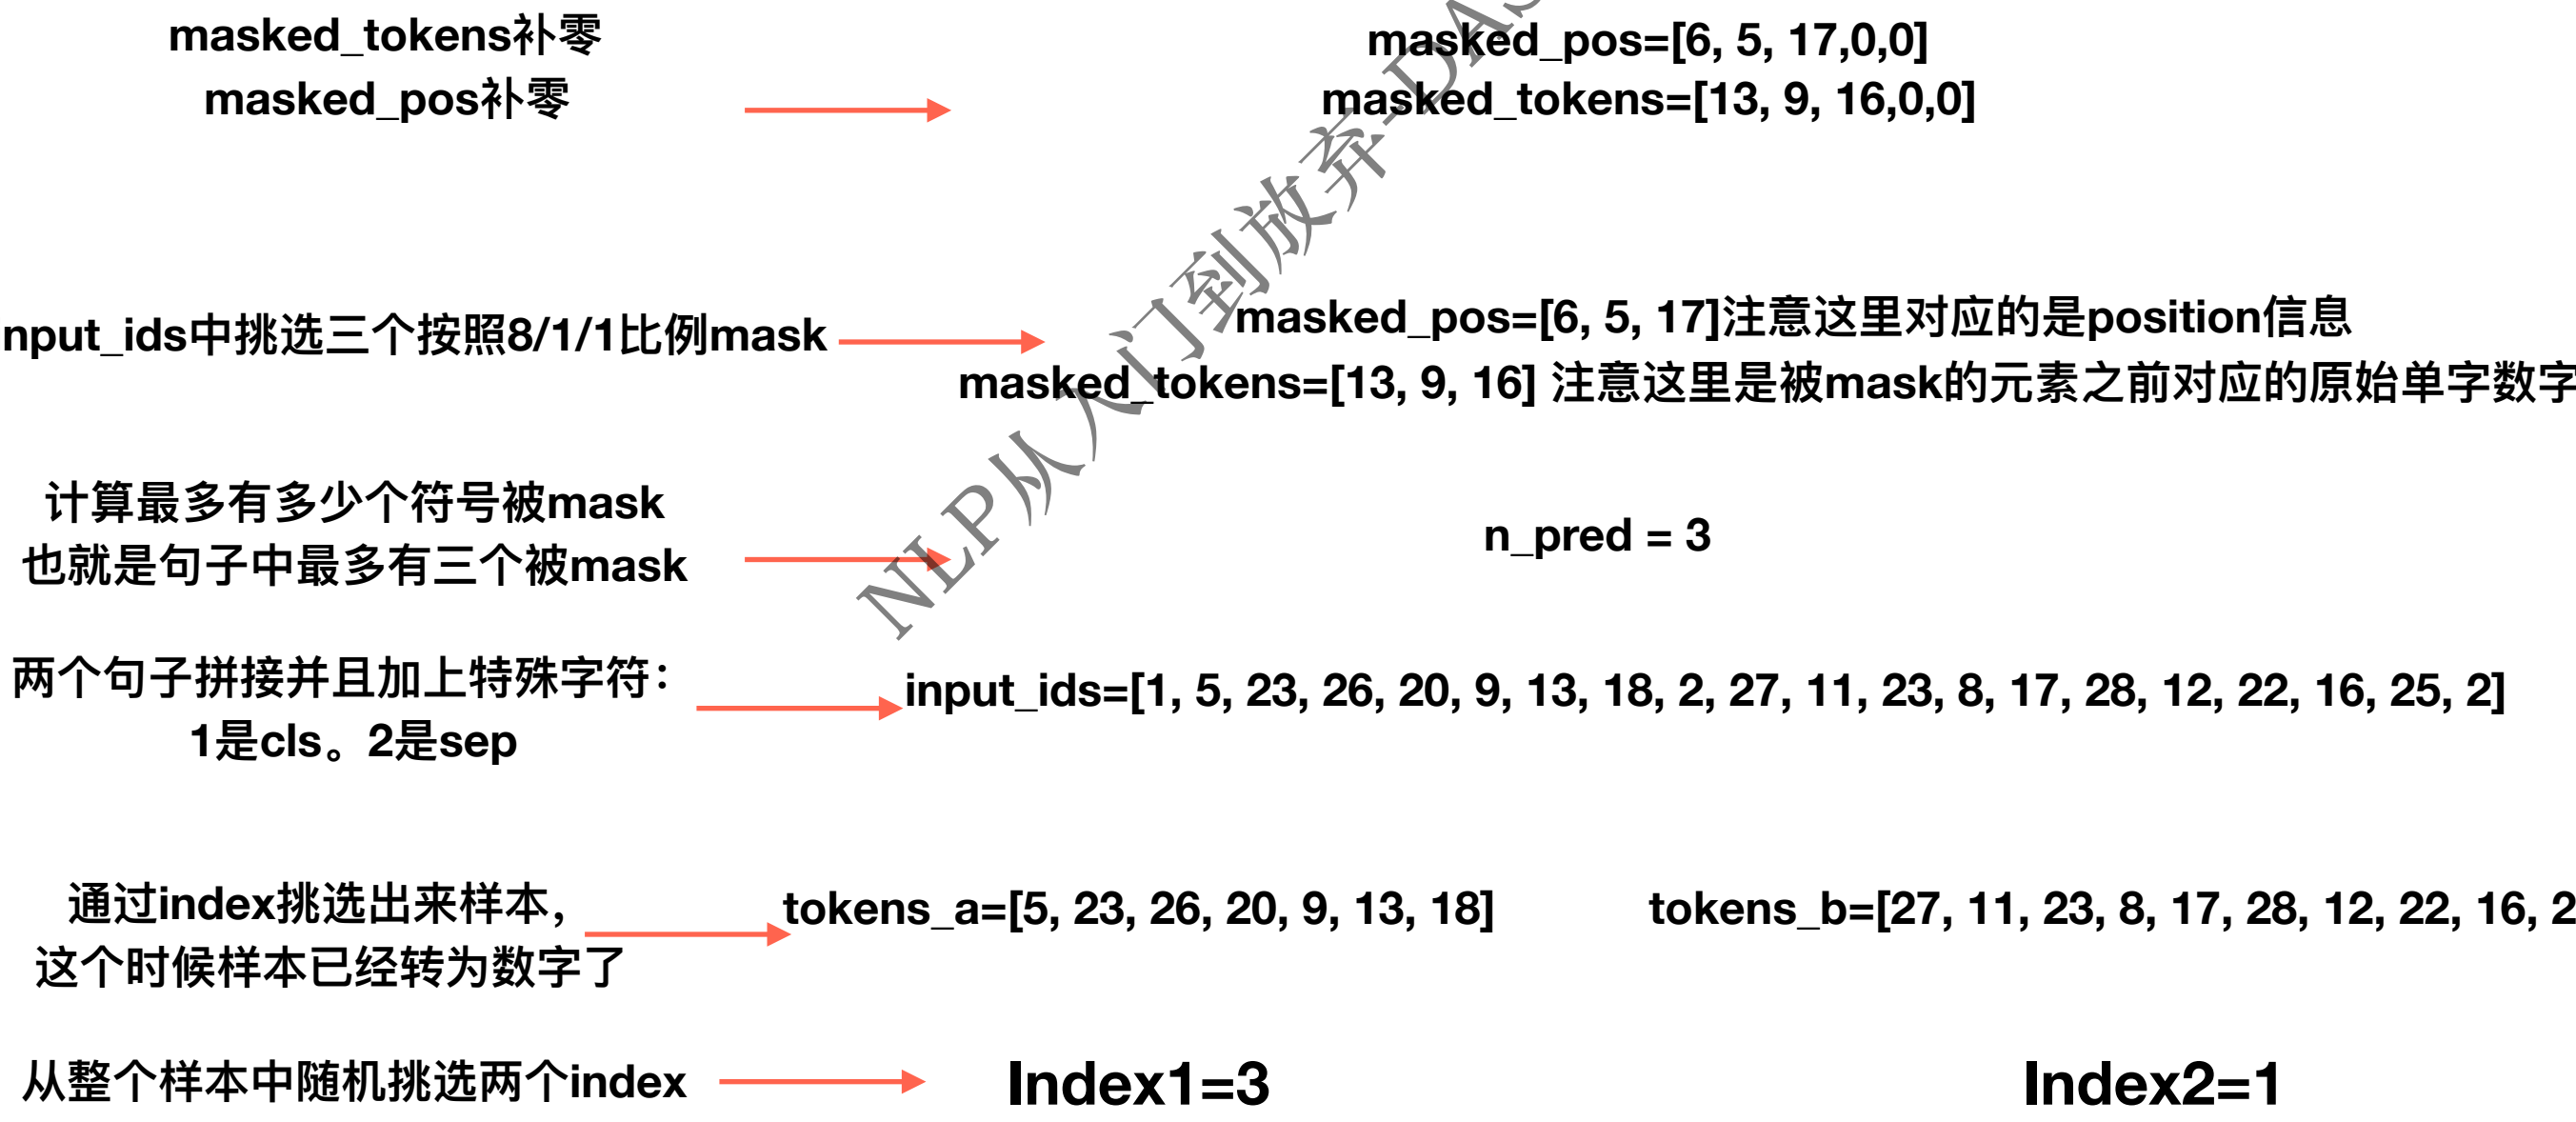 masked_tokens补零
masked_pos补零
masked_pos=[6, 5, 17,0,0]
masked_tokens=[13, 9, 16,0,0]
nput_ids中挑选三个按照8/1/1比例mask
masked_pos=[6, 5, 17]注意这里对应的是position信息
masked_tokens=[13, 9, 16] 注意这里是被mask的元素之前对应的原始单字数字
计算最多有多少个符号被mask
也就是句子中最多有三个被mask
n_pred = 3
两个句子拼接并且加上特殊字符：
1是cls。2是sep
input_ids=[1, 5, 23, 26, 20, 9, 13, 18, 2, 27, 11, 23, 8, 17, 28, 12, 22, 16, 25, 2]
通过index挑选出来样本，
这个时候样本已经转为数字了
tokens_a=[5, 23, 26, 20, 9, 13, 18]
tokens_b=[27, 11, 23, 8, 17, 28, 12, 22, 16, 2
从整个样本中随机挑选两个index
Index1=3
Index2=1
NLP从入门到放弃-DAS